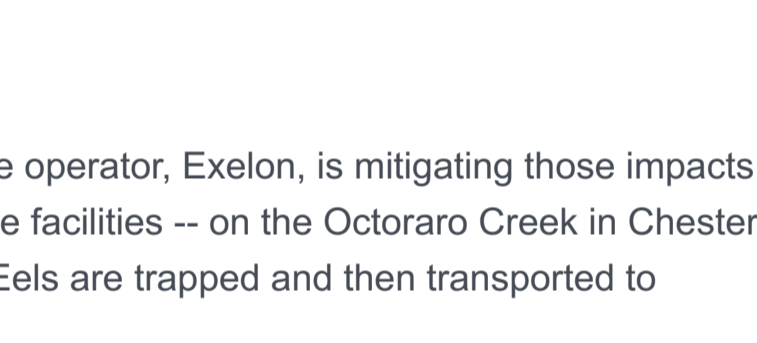 e operator, Exelon, is mitigating those impacts
e facilities -- on the Octoraro Creek in Chester
Eels are trapped and then transported to